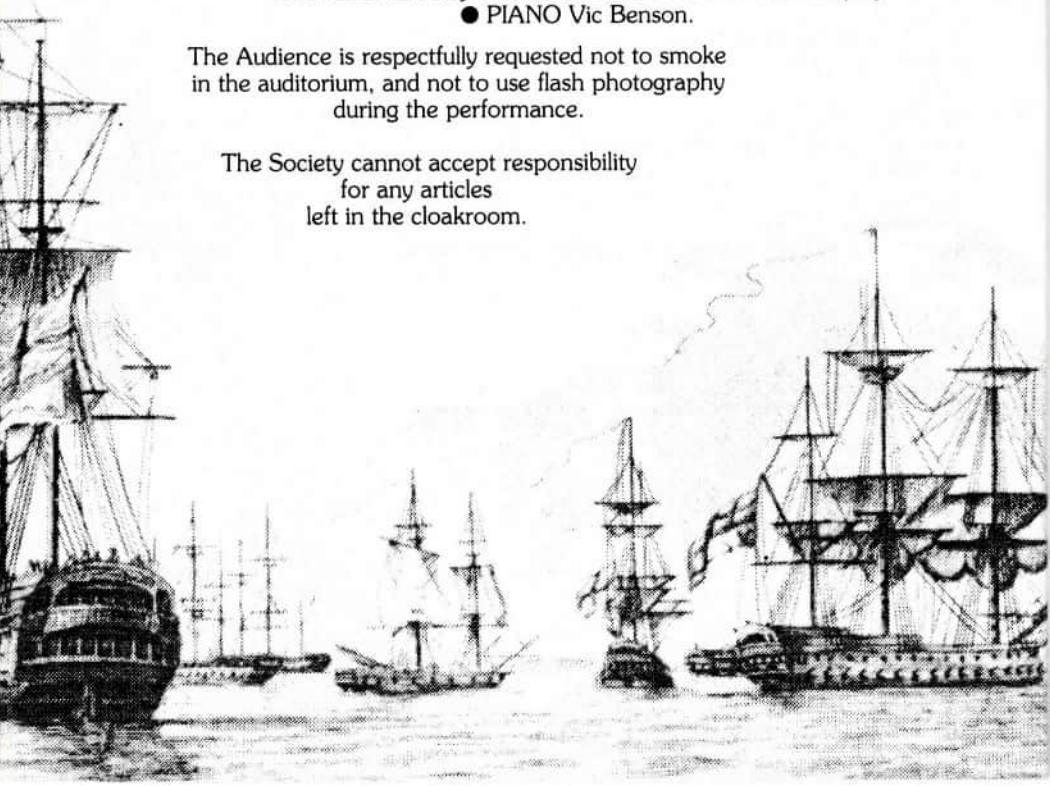 ● PIANO Vic Benson.
The Audience is respectfully requested not to smoke
in the auditorium, and not to use flash photography
during the performance.
The Society cannot accept responsibility
for any articles
left in the cloakroom.